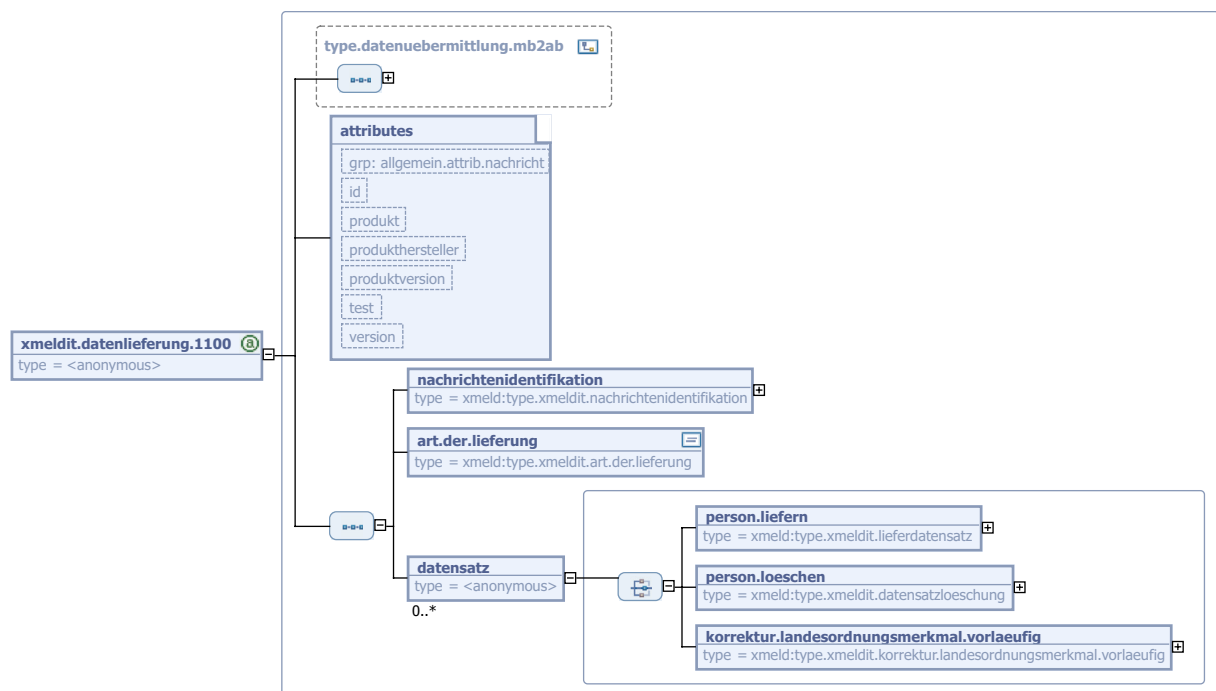 type.datenuebermittlung.mb2ab
attributes
grp: allgemein.attrib.nachricht
id
produkt
produkthersteller
produktversion
test
version
xmeldit.datenlieferung.1100
type = <anonymous>
nachrichtenidentifikation
type = xmeld:type.xmeldit.nachrichtenidentifikation
art.der.lieferung
type = xmeld:type.xmeldit.art.der.lieferung
datensatz
type = <anonymous>
0..*
person.liefern
type = xmeld:type.xmeldit.lieferdatensatz
person.loeschen
type = xmeld:type.xmeldit.datensatzloeschung
korrektur.landesordnungsmerkmal.vorlaeufig
type = xmeld:type.xmeldit.korrektur.landesordnungsmerkmal.vorlaeufig